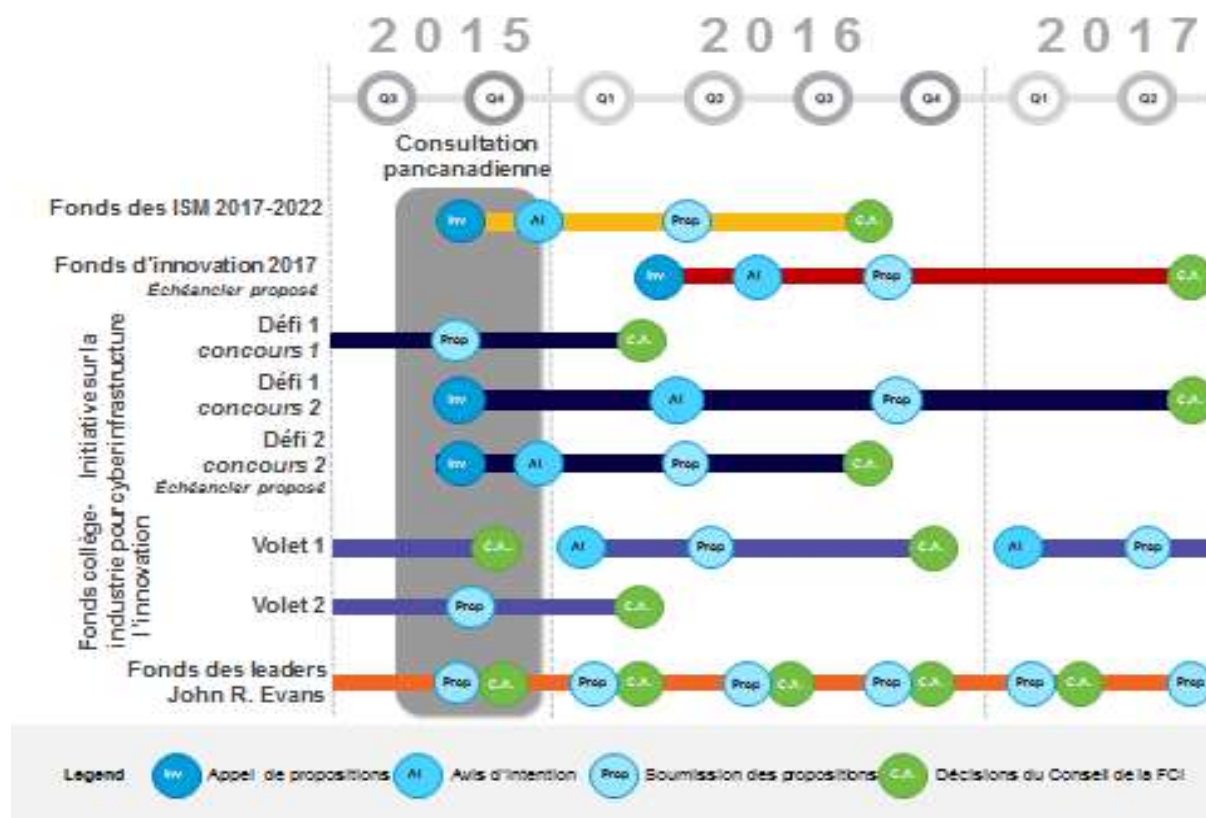 2015
2016
2017
Q3
Q4
Q1
Q2
Q3
Q4
Q1
Q2
Consultation
pancanadienne
Fonds des ISM 2017-2022
Inv
AI
Prop
C.A.
Fonds d'innovation 2017
Échéancier proposé
Inv
AI
Prop
C.A.
Initiative sur la
cyberinfrastructure
Défi 1
concours 1
Prop
C.A.
Défi 1
concours 2
Inv
AI
Prop
C.A.
Défi 2
concours 2
Échéancier proposé
Inv
AI
Prop
C.A.
Fonds collège-
industrie pour
l'innovation
Volet 1
C.A.
AI
Prop
C.A.
AI
Prop
Volet 2
Prop
C.A.
Fonds des leaders
John R. Evans
Prop
C.A.
Prop
C.A.
Prop
C.A.
Prop
C.A.
Prop
C.A.
Prop
Legend
Inv
Appel de propositions
AI
Avis d'intention
Prop
Soumission des propositions
C.A.
Décisions du Conseil de la FCI